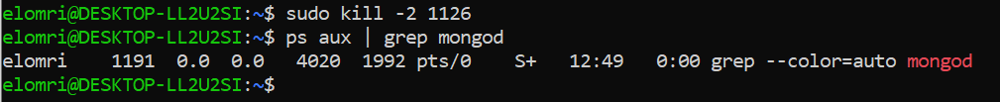 elomri@DESKTOP-LL2U2SI:~$ sudo kill -2 1126
elomri@DESKTOP-LL2U2SI:~$ ps aux | grep mongod
elomri    1191  0.0  0.0   4020  1992 pts/0    S+   12:49   0:00 grep --color=auto mongod
elomri@DESKTOP-LL2U2SI:~$